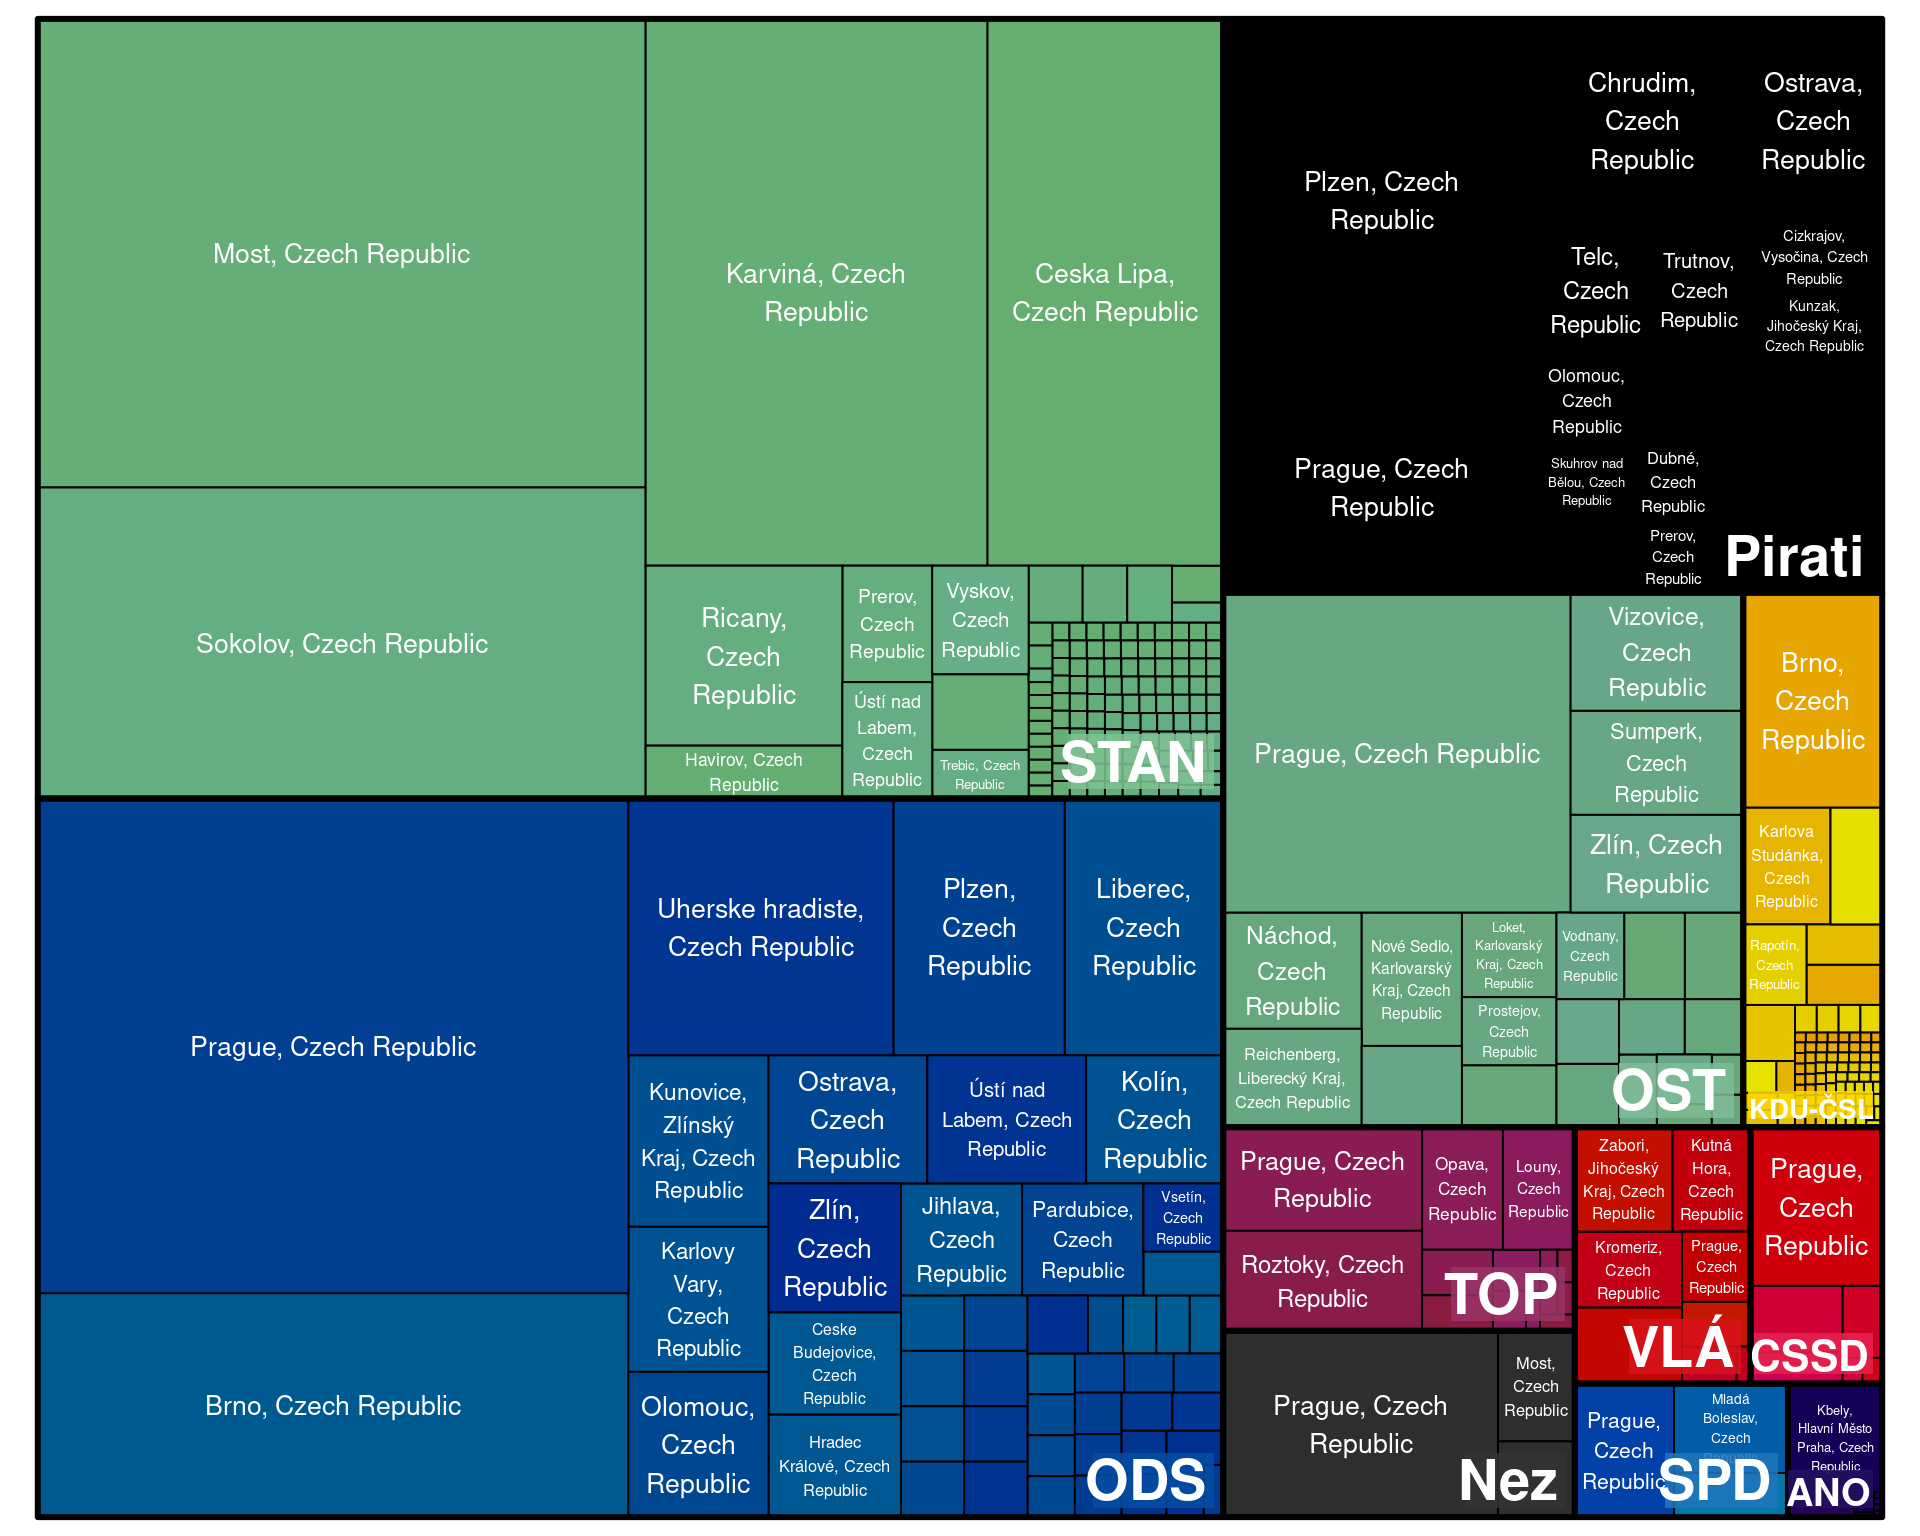 Most, Czech Republic
Sokolov, Czech Republic
Karviná, Czech
Republic
Ceska Lipa,
Czech Republic
Ricany,
Czech
Republic
Havirov, Czech
Republic
Prerov,
Czech
Republic
Ústí nad
Labem,
Czech
Republic
Vyskov,
Czech
Republic
Trebic, Czech
Republic
STAN
Prague, Czech Republic
Brno, Czech Republic
Uherske hradiste,
Czech Republic
Plzen,
Czech
Republic
Liberec,
Czech
Republic
Kunovice,
Zlínský
Kraj, Czech
Republic
Karlovy
Vary,
Czech
Republic
Olomouc,
Czech
Republic
Ostrava,
Czech
Republic
Ústí nad
Labem, Czech
Republic
Kolín,
Czech
Republic
Zlín,
Czech
Republic
Jihlava,
Czech
Republic
Pardubice,
Czech
Republic
Vsetín,
Czech
Republic
Ceske
Budejovice,
Czech
Republic
Hradec
Králové, Czech
Republic
ODS
Plzen, Czech
Republic
Prague, Czech
Republic
Chrudim,
Czech
Republic
Ostrava,
Czech
Republic
Telc,
Czech
Republic
Trutnov,
Czech
Republic
Cizkrajov,
Vysočina, Czech
Republic
Kunzak,
Jihočeský Kraj,
Czech Republic
Olomouc,
Czech
Republic
Skuhrov nad
Bělou, Czech
Republic
Dubné,
Czech
Republic
Prerov,
Czech
Republic
Pirati
Prague, Czech Republic
Vizovice,
Czech
Republic
Sumperk,
Czech
Republic
Zlín, Czech
Republic
Náchod,
Czech
Republic
Reichenberg,
Liberecký Kraj,
Czech Republic
Nové Sedlo,
Karlovarský
Kraj, Czech
Republic
Loket,
Karlovarský
Kraj, Czech
Republic
Prostejov,
Czech
Republic
Vodnany,
Czech
Republic
OST
Brno,
Czech
Republic
Karlova
Studánka,
Czech
Republic
Rapotín,
Czech
Republic
KDU-ČSL
Prague, Czech
Republic
Roztoky, Czech
Republic
Opava,
Czech
Republic
Louny,
Czech
Republic
TOP
Zabori,
Jihočeský
Kraj, Czech
Republic
Kutná
Hora,
Czech
Republic
Kromeriz,
Czech
Republic
Prague,
Czech
Republic
VLÁ
Prague,
Czech
Republic
CSSD
Prague, Czech
Republic
Most,
Czech
Republic
Nez
Prague,
Czech
Republic
Mladá
Boleslav,
Czech
Republic
SPD
Kbely,
Hlavní Město
Praha, Czech
Republic
ANO